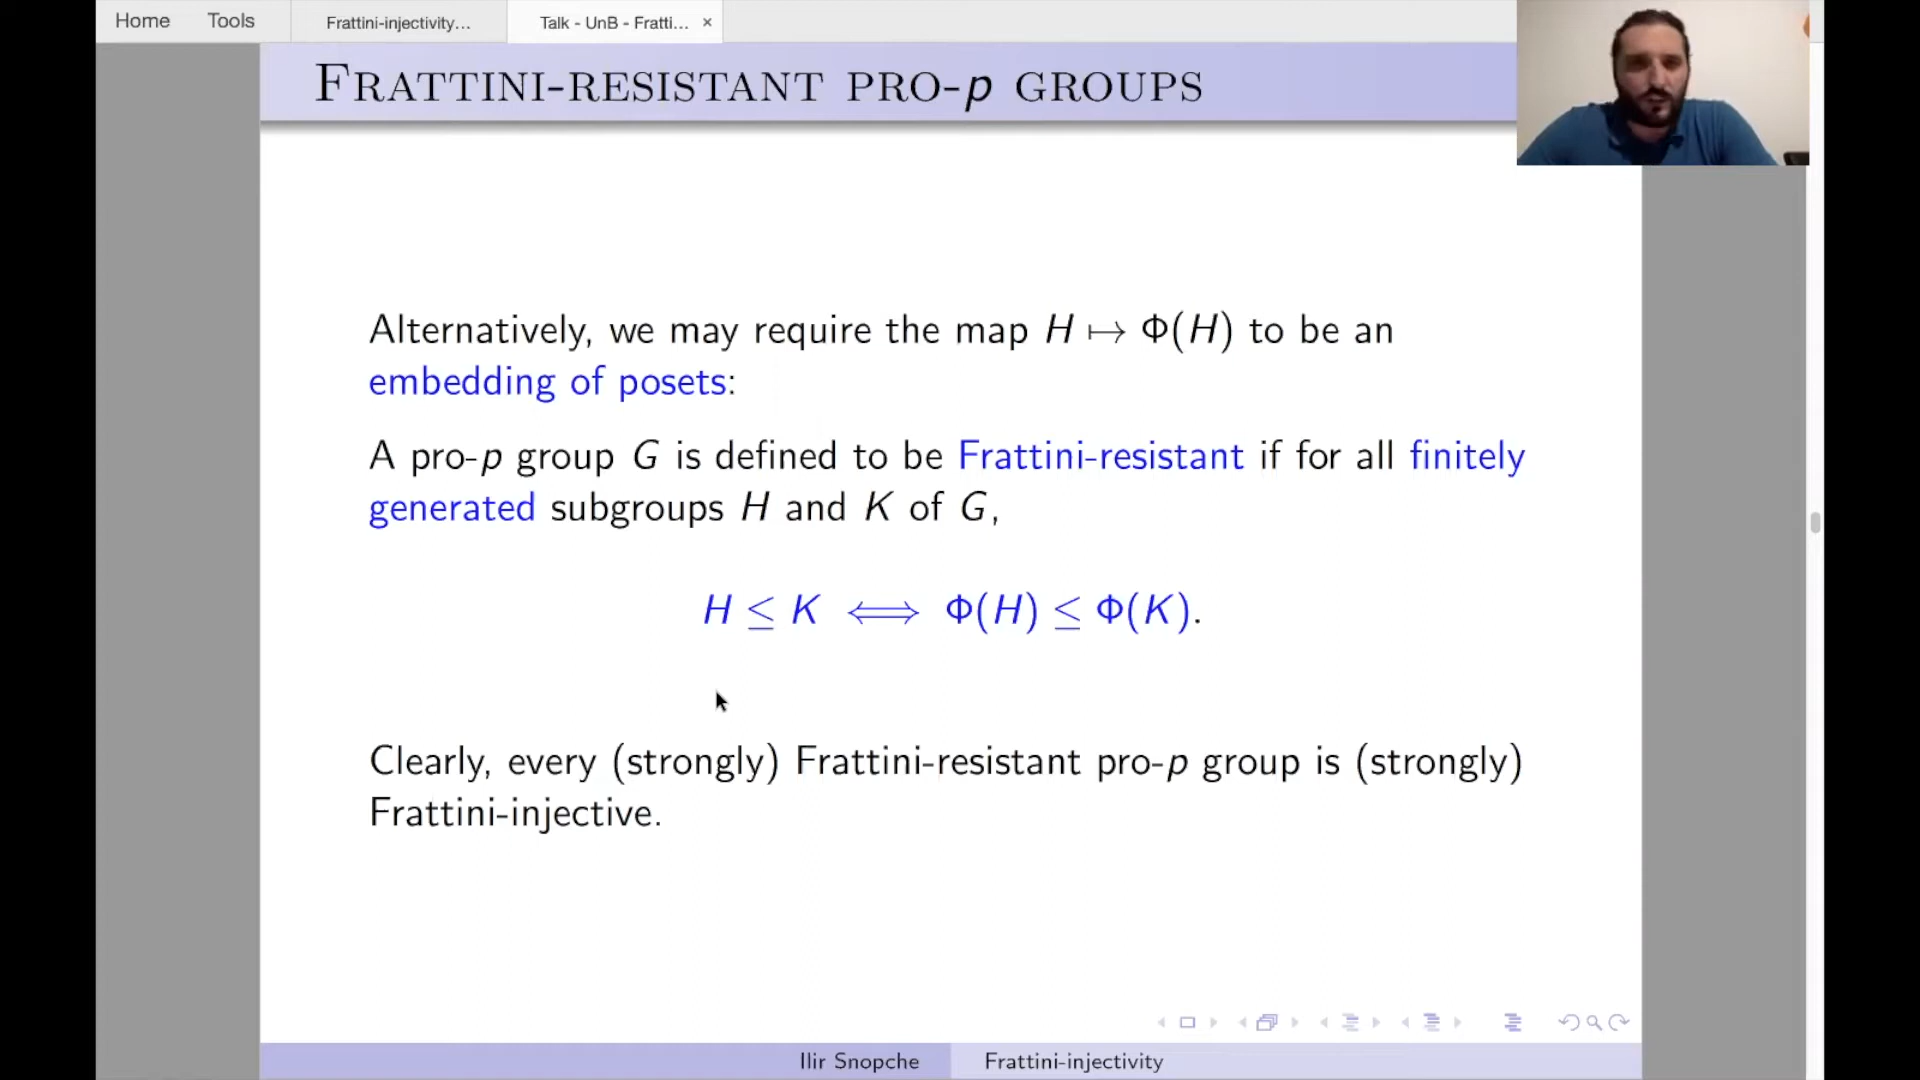 Home Tools Frattini-injectivity... Talk - UnB - Fratti... ×
FRATTINI-RESISTANT PRO-p GROUPS
Alternatively, we may require the map H ↦ Φ(H) to be an
embedding of posets:
A pro-p group G is defined to be Frattini-resistant if for all finitely
generated subgroups H and K of G,
H ≤ K ⟺ Φ(H) ≤ Φ(K).
Clearly, every (strongly) Frattini-resistant pro-p group is (strongly)
Frattini-injective.
Ilir Snopche Frattini-injectivity